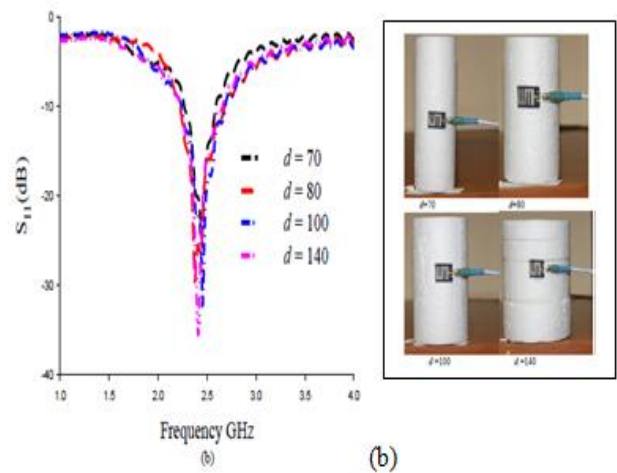 0
-10
-20
-30
-40
S11(dB)
d = 70
d = 80
d = 100
d = 140
1.0 1.5 2.0 2.5 3.0 3.5 4.0
Frequency GHz
(b)
d=70 d=80
d =100 d =140
(b)